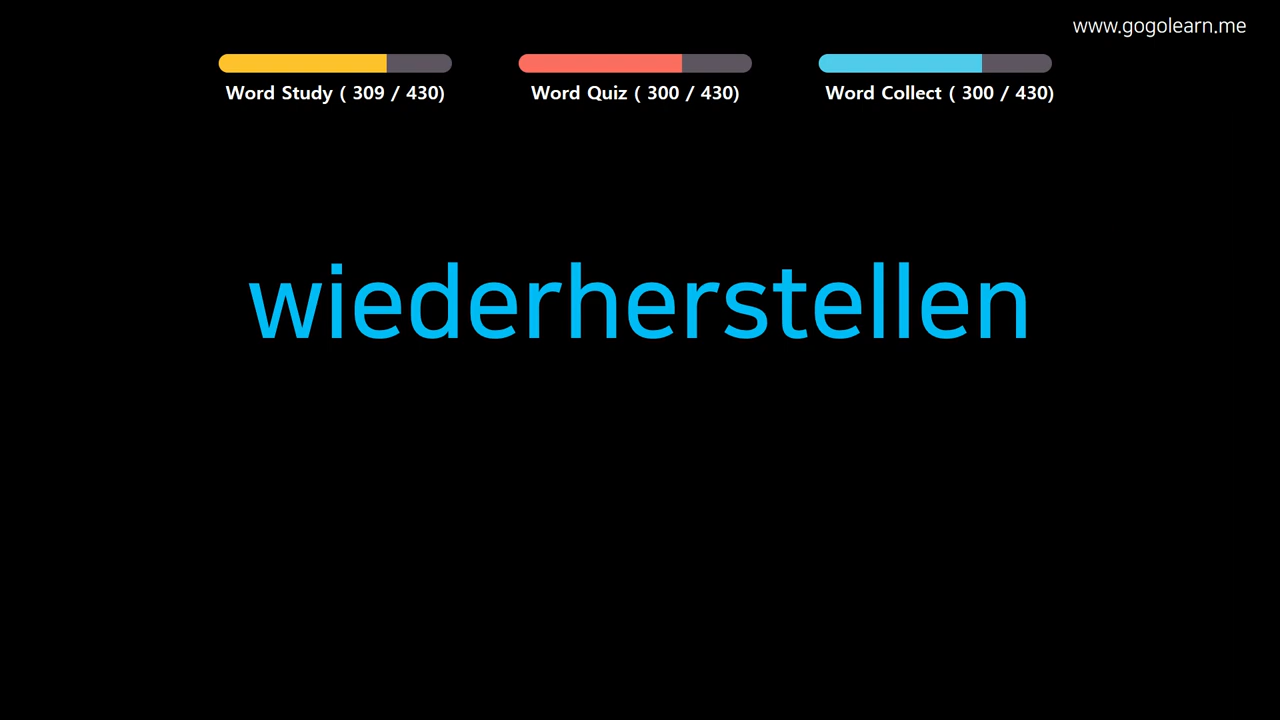 www.gogolearn.me
Word Study ( 309 / 430)
Word Quiz ( 300 / 430)
Word Collect ( 300 / 430)
wiederherstellen